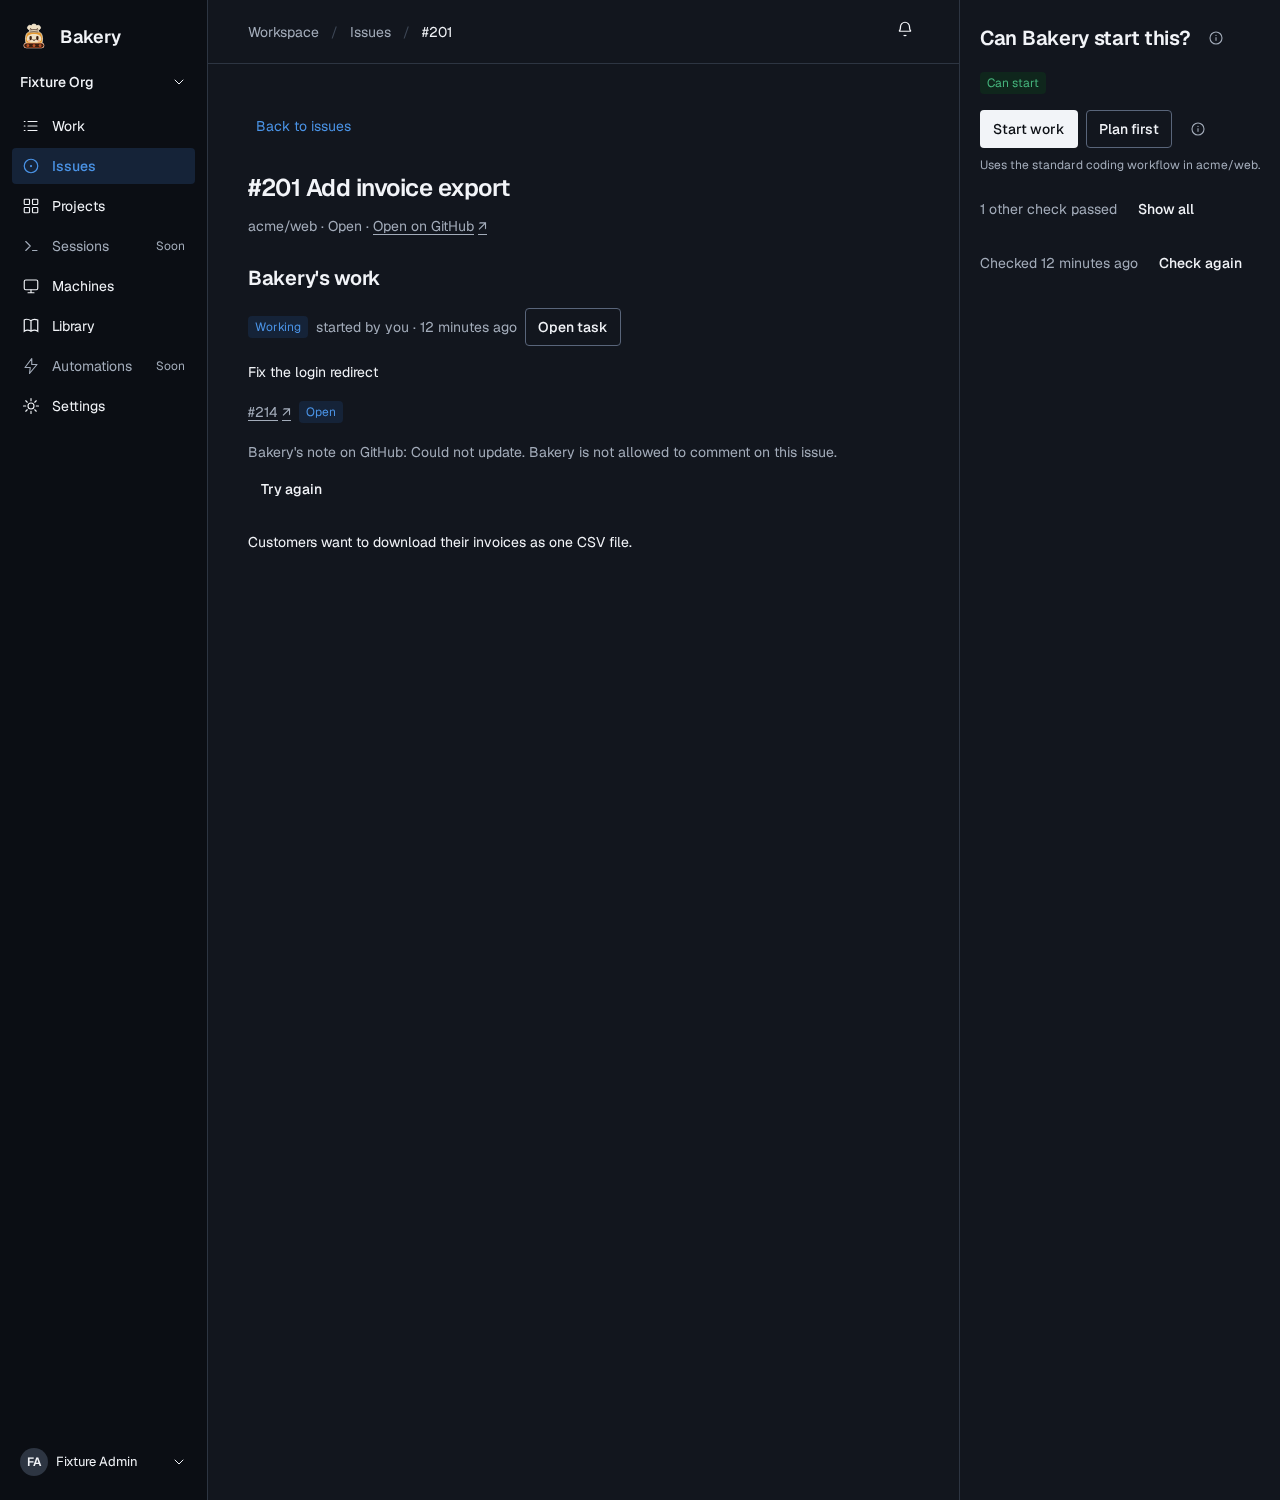 Bakery
Fixture Org
Work
Issues
Projects
Sessions Soon
Machines
Library
Automations Soon
Settings
FA Fixture Admin
Workspace / Issues / #201
Back to issues
#201 Add invoice export
acme/web · Open · Open on GitHub ↗
Bakery's work
Working started by you · 12 minutes ago Open task
Fix the login redirect
#214 ↗ Open
Bakery's note on GitHub: Could not update. Bakery is not allowed to comment on this issue.
Try again
Customers want to download their invoices as one CSV file.
Can Bakery start this?
Can start
Start work Plan first
Uses the standard coding workflow in acme/web.
1 other check passed Show all
Checked 12 minutes ago Check again